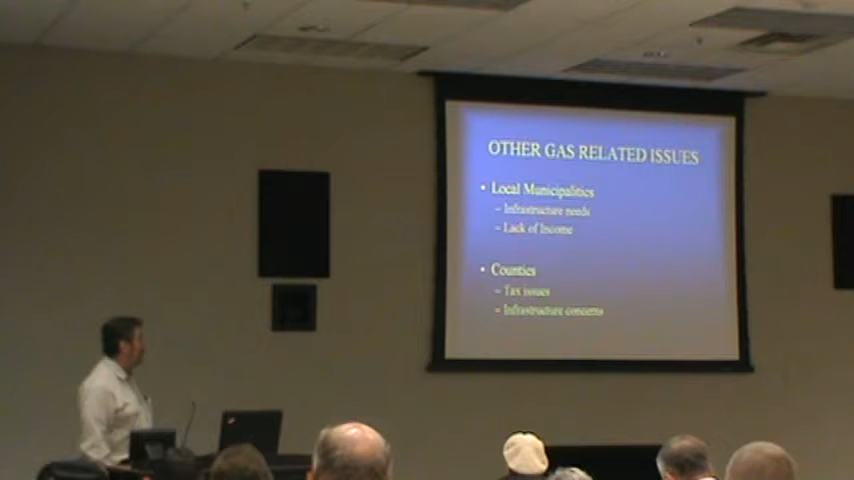 OTHER GAS RELATED ISSUES
• Local Municipalities
– Infrastructure needs
– Lack of Income
• Counties
– Tax issues
– Infrastructure concerns